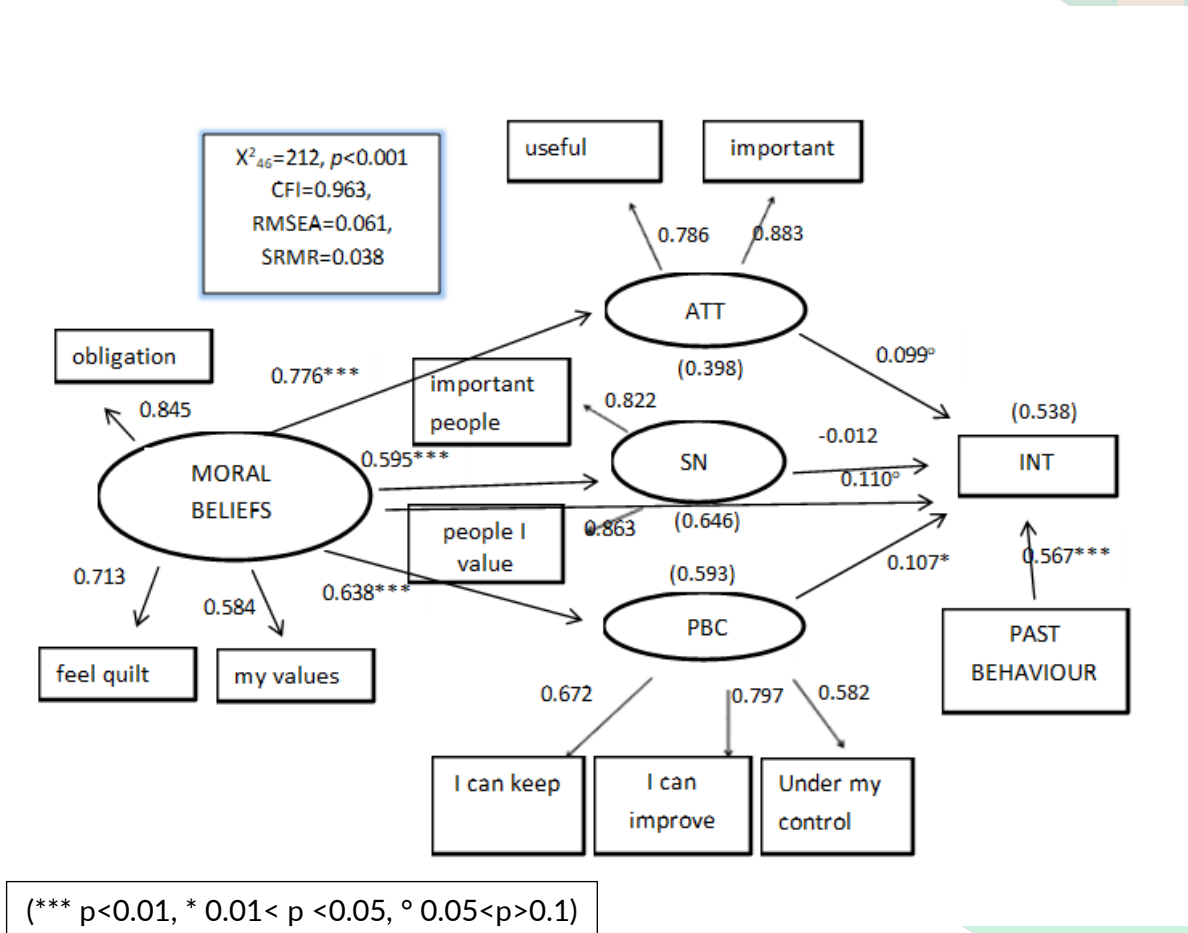 X²₄₆=212, p<0.001
CFI=0.963,
RMSEA=0.061,
SRMR=0.038
useful
important
0.786
0.883
ATT
(0.398)
obligation
0.845
0.776***
important
people
0.822
0.099°
(0.538)
INT
MORAL
BELIEFS
0.595***
SN
-0.012
0.110°
(0.646)
people I
value
0.863
0.713
0.584
0.638***
(0.593)
PBC
0.107*
0.567***
PAST
BEHAVIOUR
feel quilt
my values
0.672
0.797
0.582
I can keep
I can
improve
Under my
control
(*** p<0.01, * 0.01< p <0.05, ° 0.05<p>0.1)